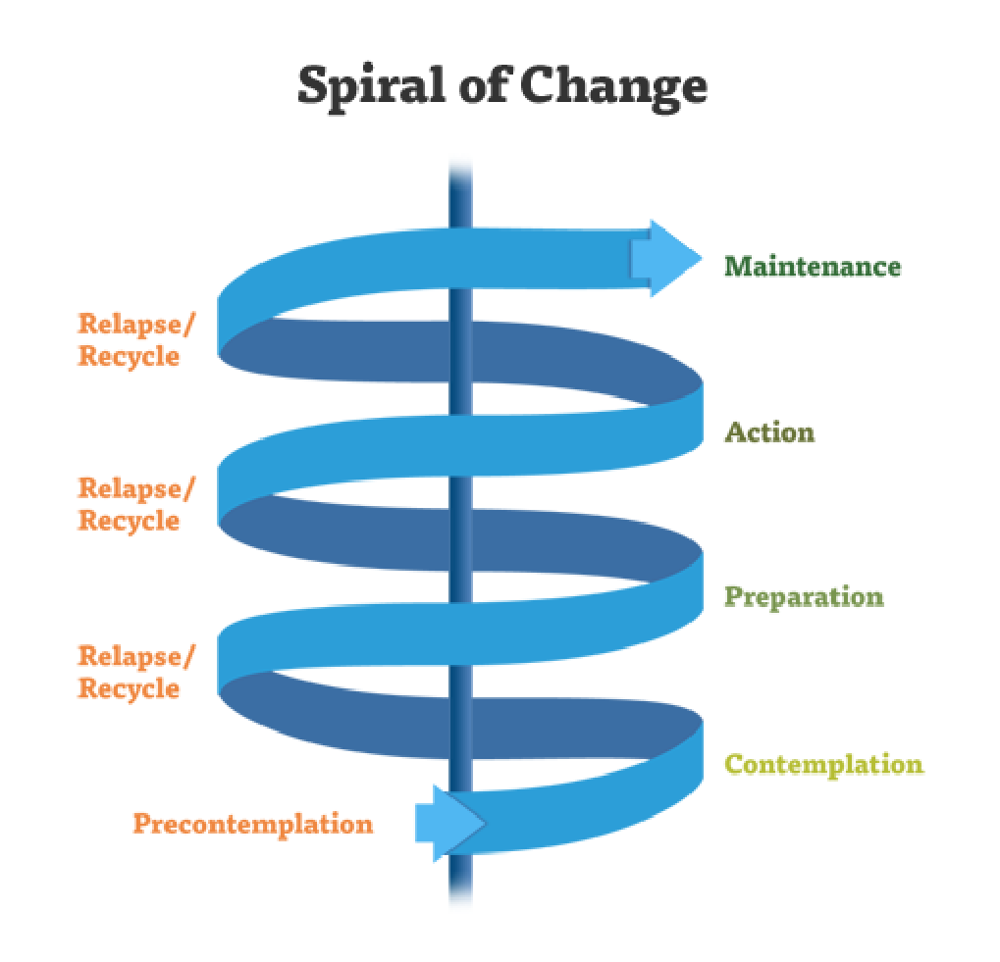 Spiral of Change
Maintenance
Relapse/
Recycle
Action
Relapse/
Recycle
Preparation
Relapse/
Recycle
Contemplation
Precontemplation